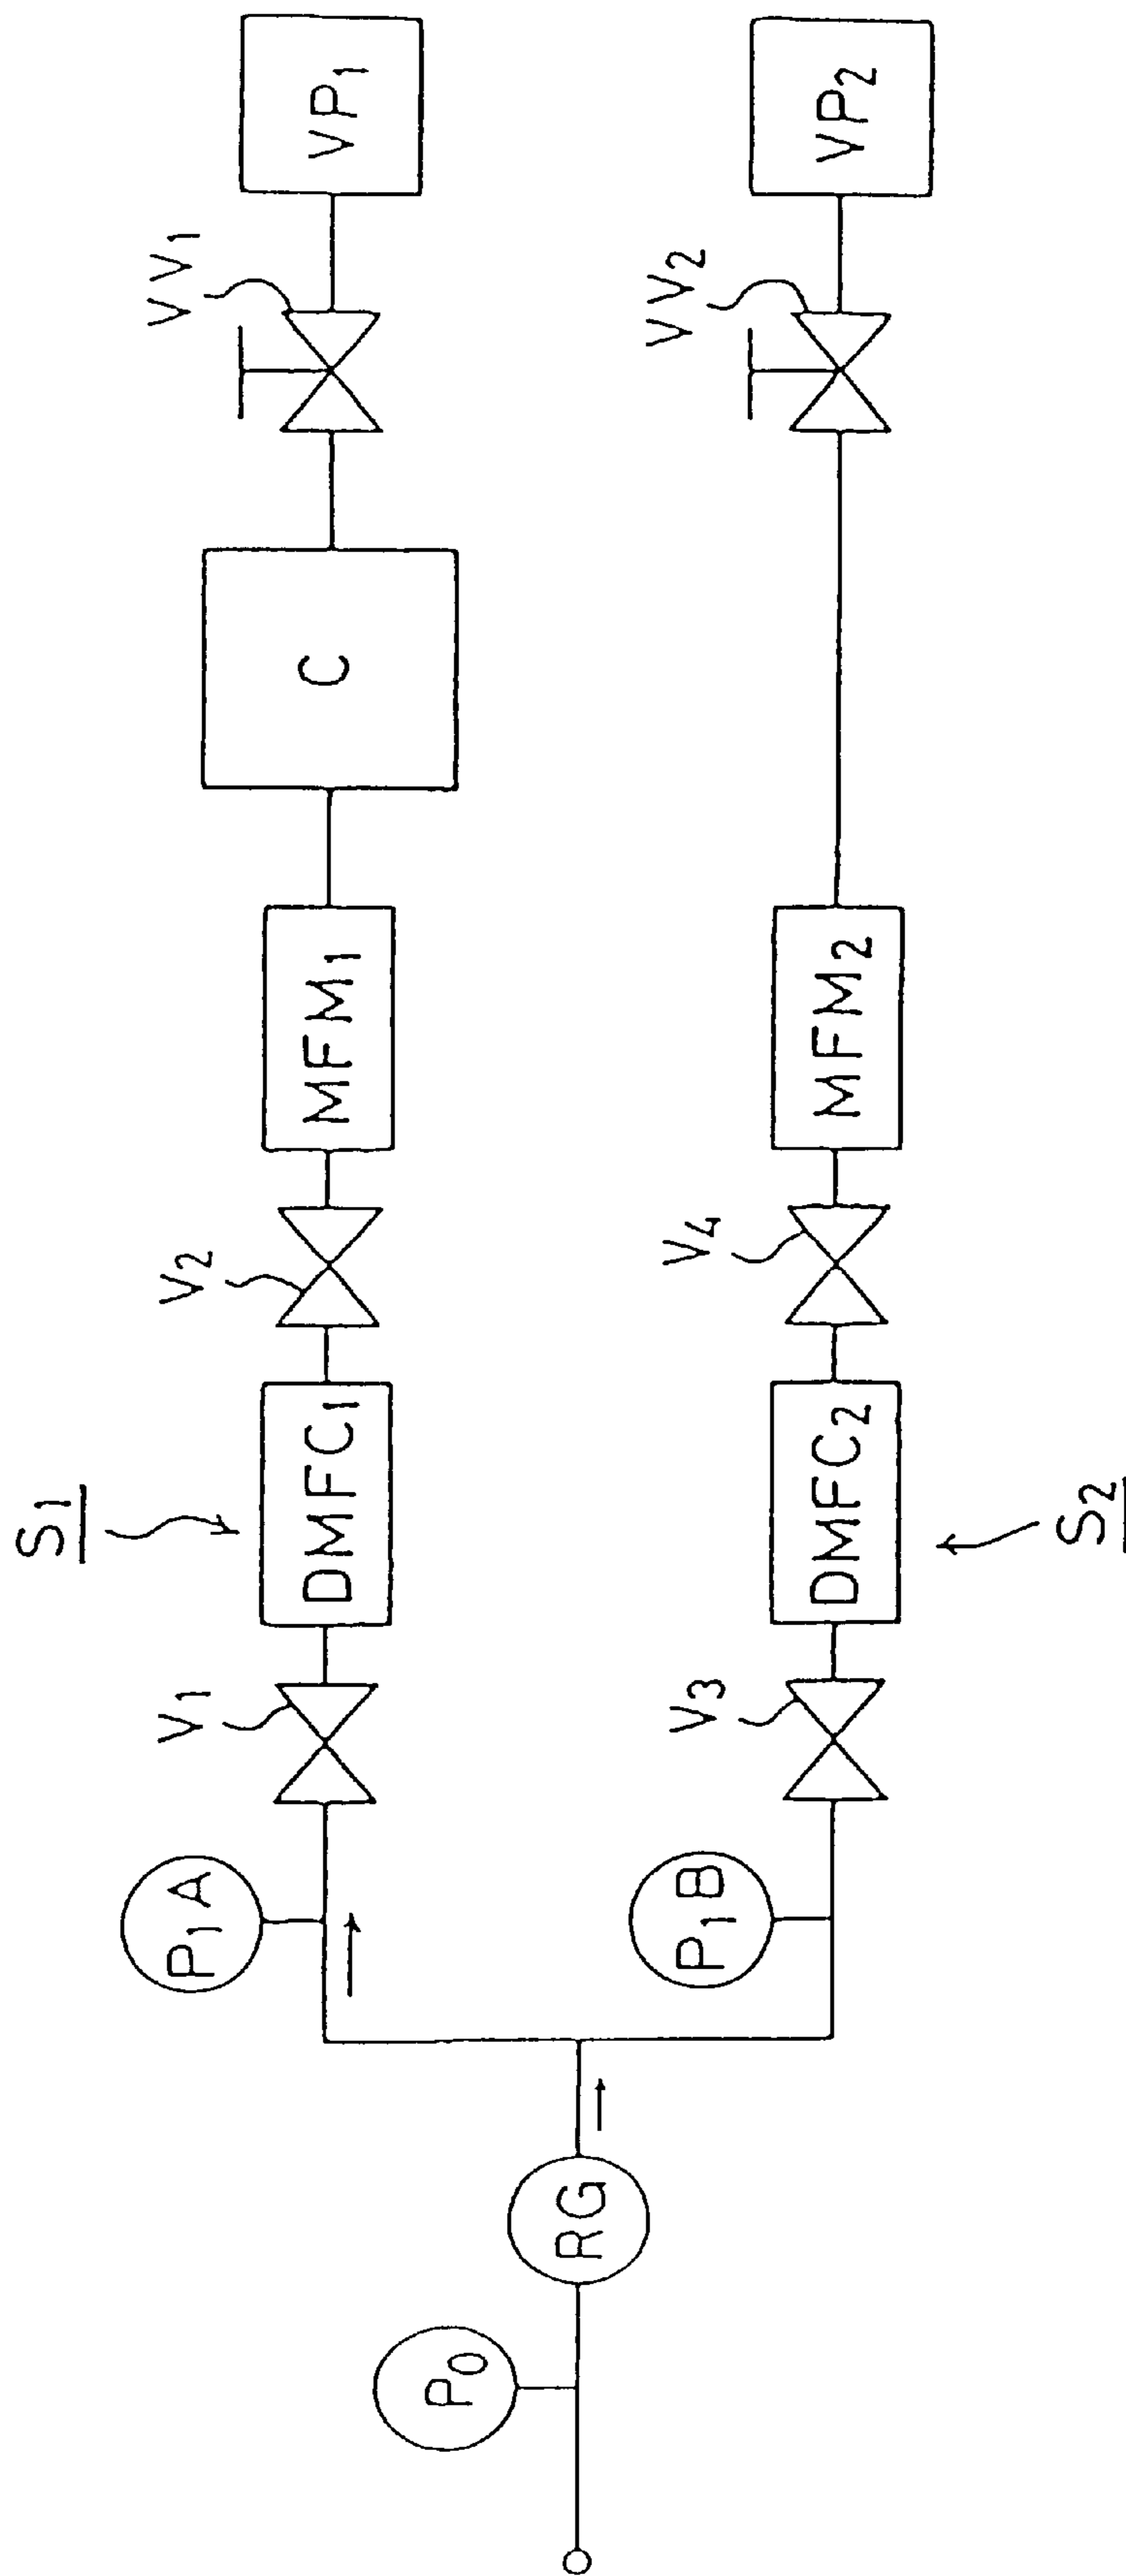 P₀
RG
P₁A
P₁B
S₁
V₁
DMFC₁
V₂
MFM₁
C
VV₁
VP₁
V₃
DMFC₂
S₂
V₄
MFM₂
VV₂
VP₂